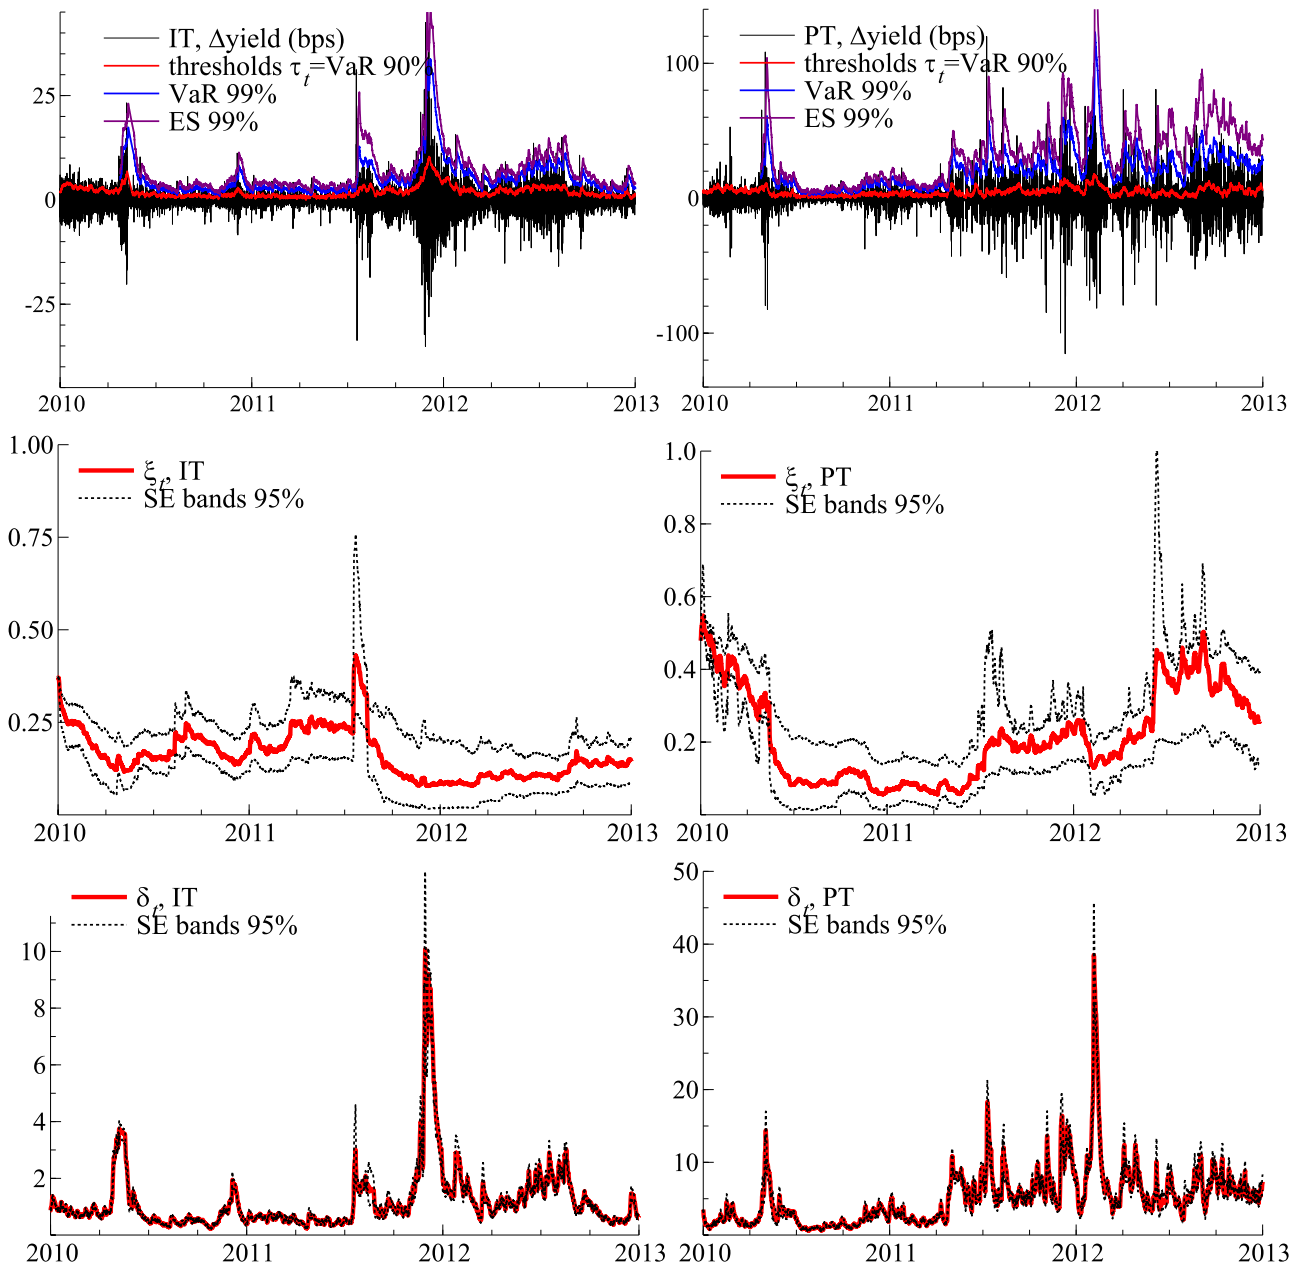 IT, Δyield (bps)
thresholds τt=VaR 90%
VaR 99%
ES 99%
25
0
-25
2010 2011 2012 2013
PT, Δyield (bps)
thresholds τt=VaR 90%
VaR 99%
ES 99%
100
0
-100
2010 2011 2012 2013
ξt, IT
SE bands 95%
1.00
0.75
0.50
0.25
2010 2011 2012 2013
ξt, PT
SE bands 95%
1.0
0.8
0.6
0.4
0.2
2010 2011 2012 2013
δt, IT
SE bands 95%
10
8
6
4
2
2010 2011 2012 2013
δt, PT
SE bands 95%
50
40
30
20
10
2010 2011 2012 2013